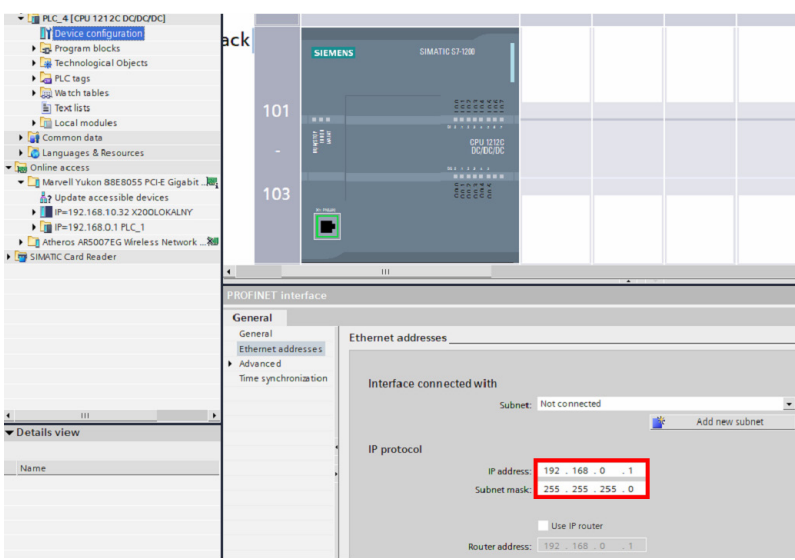 PLC_4 [CPU 1212C DC/DC/DC]
Device configuration
Program blocks
Technological Objects
PLC tags
Watch tables
Text lists
Local modules
Common data
Languages & Resources
Online access
Marvell Yukon 88E8055 PCI-E Gigabit ...
Update accessible devices
IP=192.168.10.32 X200LOKALNY
IP=192.168.0.1 PLC_1
Atheros AR5007EG Wireless Network ...
SIMATIC Card Reader
Details view
Name
ack
SIEMENS
SIMATIC S7-1200
101
-
103
CPU 1212C
DC/DC/DC
PROFINET interface
General
General
Ethernet addresses
Advanced
Time synchronization
Ethernet addresses
Interface connected with
Subnet: Not connected
Add new subnet
IP protocol
IP address: 192 . 168 . 0 . 1
Subnet mask: 255 . 255 . 255 . 0
Use IP router
Router address: 192 . 168 . 0 . 1